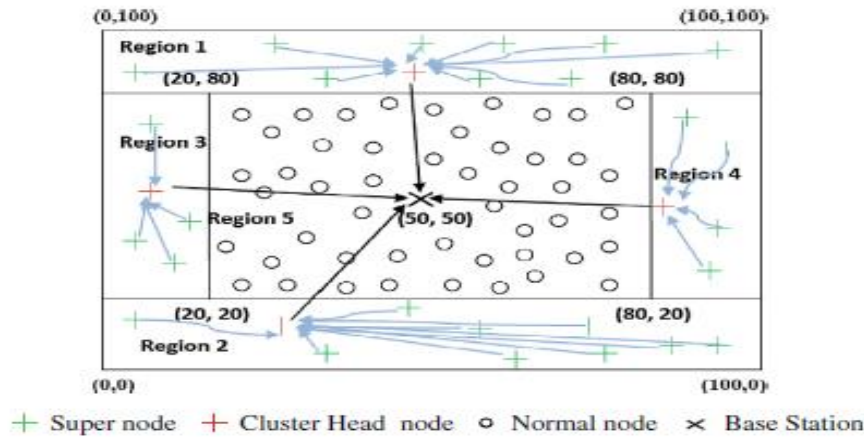 (0,100) (100,100)
Region 1
(20, 80) (80, 80)
Region 3
Region 4
Region 5 (50, 50)
(20, 20) (80, 20)
Region 2
(0,0) (100,0)
Super node Cluster Head node Normal node Base Station